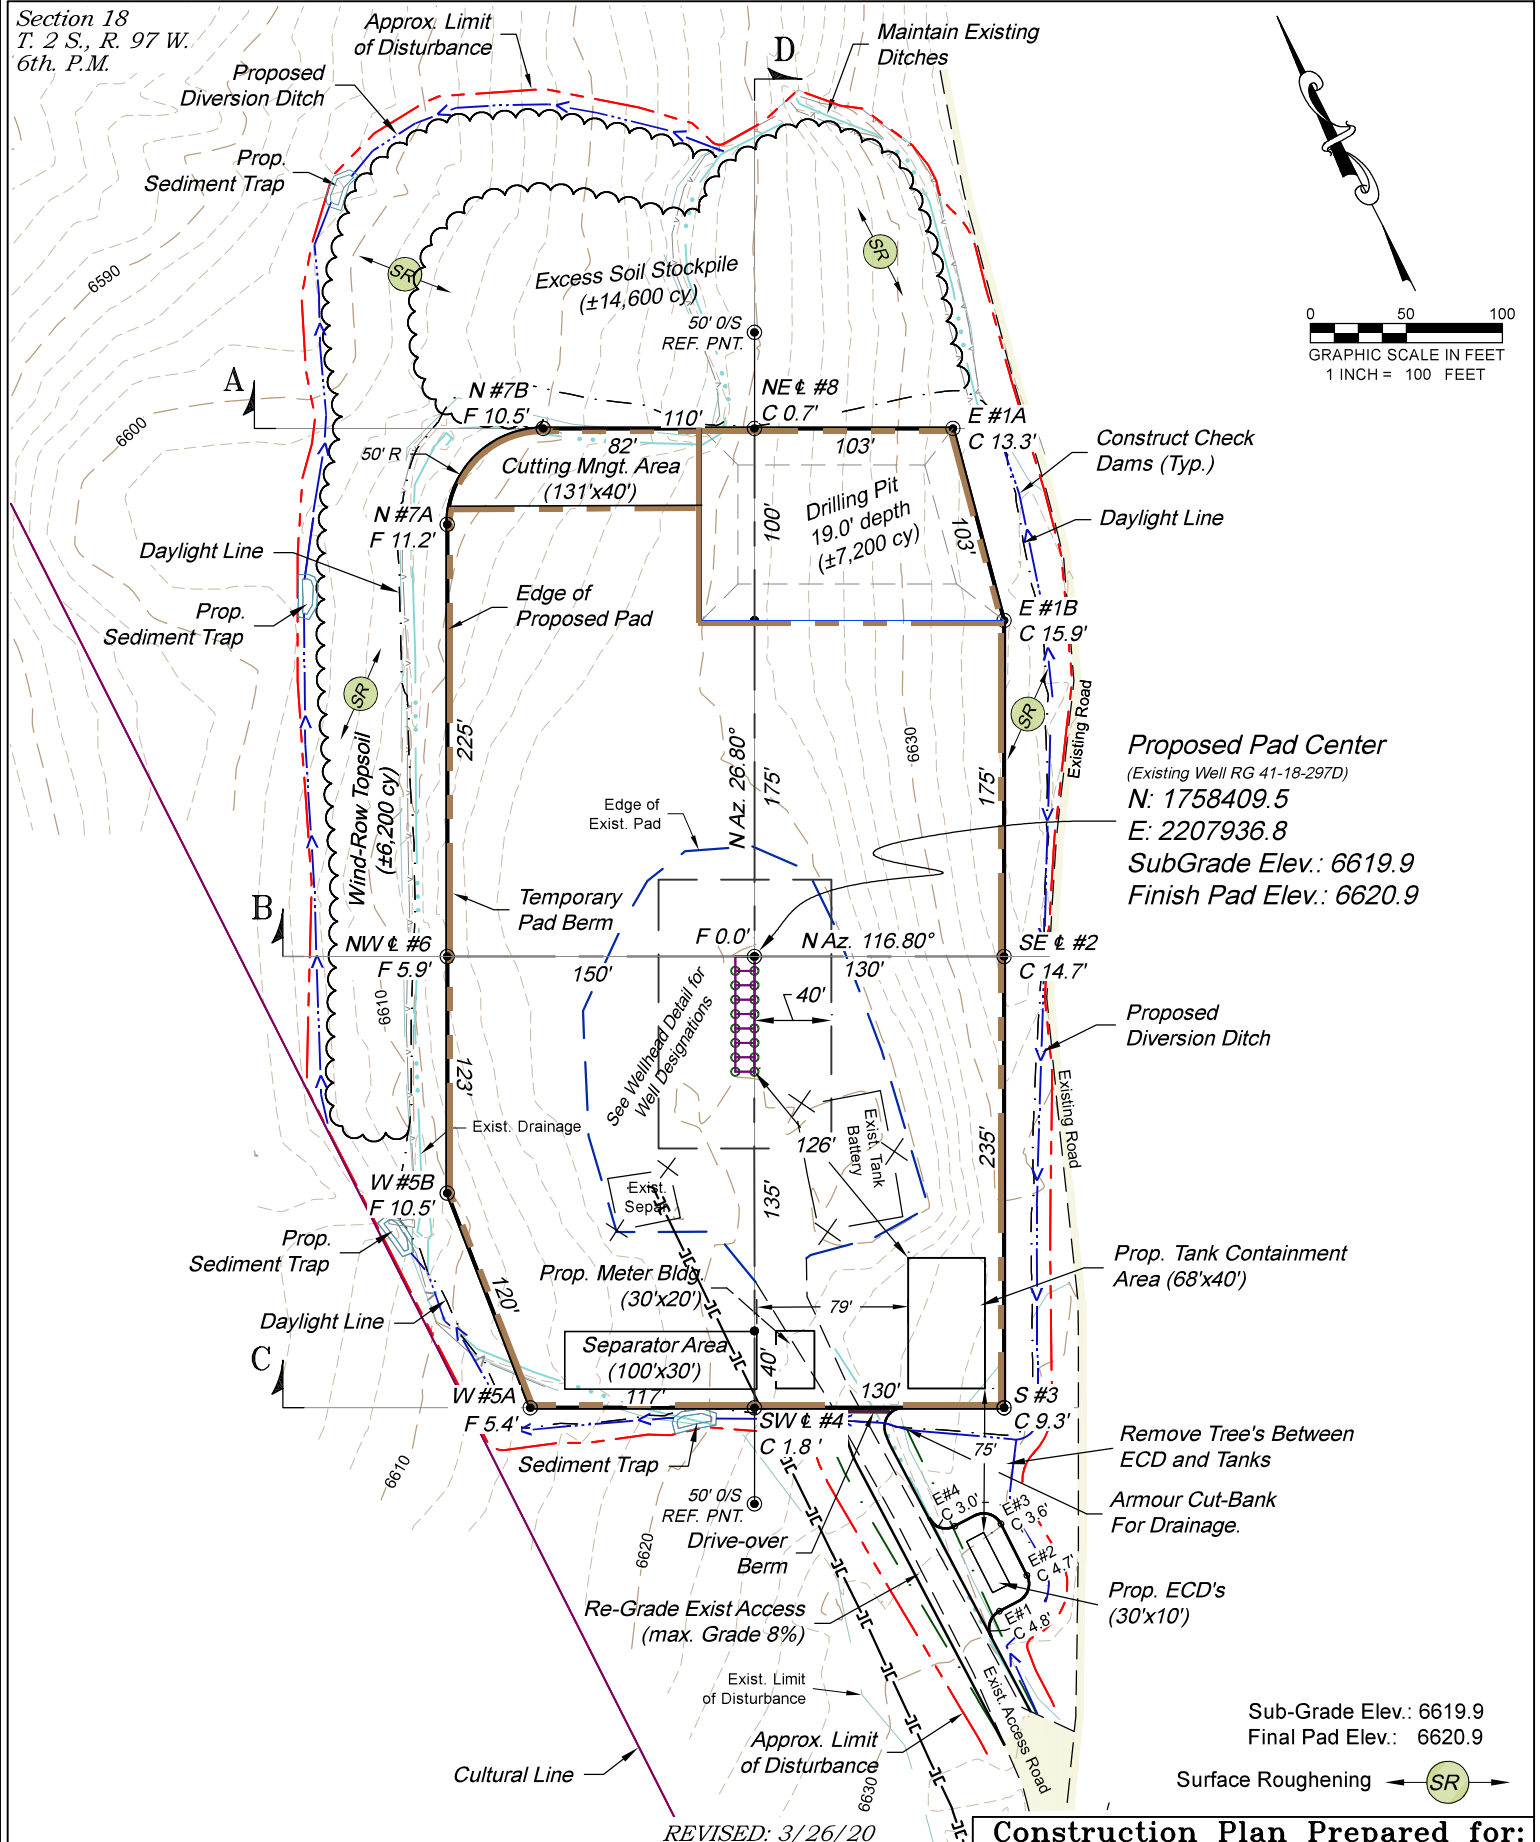 Section 18
T. 2 S., R. 97 W.
6th. P.M.
Approx. Limit
of Disturbance
Proposed
Diversion Ditch
Prop.
Sediment Trap
D
Maintain Existing
Ditches
6590
SR
SR
Excess Soil Stockpile
(±14,600 cy)
50' O/S
REF. PNT.
0 50 100
GRAPHIC SCALE IN FEET
1 INCH = 100 FEET
A
N #7B
F 10.5'
110'
NE ℄ #8
C 0.7'
E #1A
C 13.3'
6600
50' R
82'
103'
Cutting Mngt. Area
(131'x40')
Construct Check
Dams (Typ.)
Drilling Pit
19.0' depth
(±7,200 cy)
100'
103'
N #7A
F 11.2'
Daylight Line
Daylight Line
Edge of
Proposed Pad
Prop.
Sediment Trap
E #1B
C 15.9'
SR
SR
225'
Wind-Row Topsoil
(±6,200 cy)
N Az. 26.80°
175'
6630
175'
Existing Road
Proposed Pad Center
(Existing Well RG 41-18-297D)
N: 1758409.5
E: 2207936.8
SubGrade Elev.: 6619.9
Finish Pad Elev.: 6620.9
Edge of
Exist. Pad
Temporary
Pad Berm
B
NW ℄ #6
F 5.9'
F 0.0'
N Az. 116.80°
150'
130'
SE ℄ #2
C 14.7'
40'
6610
See Wellhead Detail for
Well Designations
Proposed
Diversion Ditch
123'
Exist. Drainage
Existing Road
126'
Exist. Tank
Battery
235'
W #5B
F 10.5'
Exist.
Separ.
135'
Prop.
Sediment Trap
Prop. Meter Bldg.
(30'x20')
Prop. Tank Containment
Area (68'x40')
120'
79'
Daylight Line
Separator Area
(100'x30')
40'
C
W #5A
F 5.4'
117'
130'
SW ℄ #4
C 1.8 '
S #3
C 9.3'
Sediment Trap
75'
Remove Tree's Between
ECD and Tanks
6610
50' O/S
REF. PNT.
E#4
C 3.0'
E#3
C 3.6'
Armour Cut-Bank
For Drainage.
Drive-over
Berm
6620
E#2
C 4.7'
Prop. ECD's
(30'x10')
E#1
C 4.8'
Re-Grade Exist Access
(max. Grade 8%)
Exist. Limit
of Disturbance
Exist. Access Road
Approx. Limit
of Disturbance
Cultural Line
6630
Sub-Grade Elev.: 6619.9
Final Pad Elev.: 6620.9
Surface Roughening
SR
REVISED: 3/26/20
Construction Plan Prepared for: